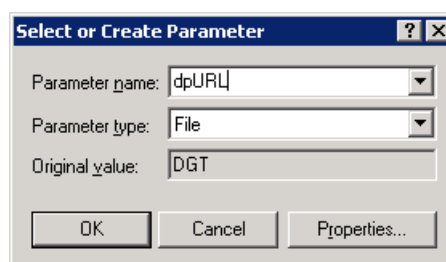 Select or Create Parameter
Parameter name: dpURL
Parameter type: File
Original value: DGT
OK Cancel Properties...